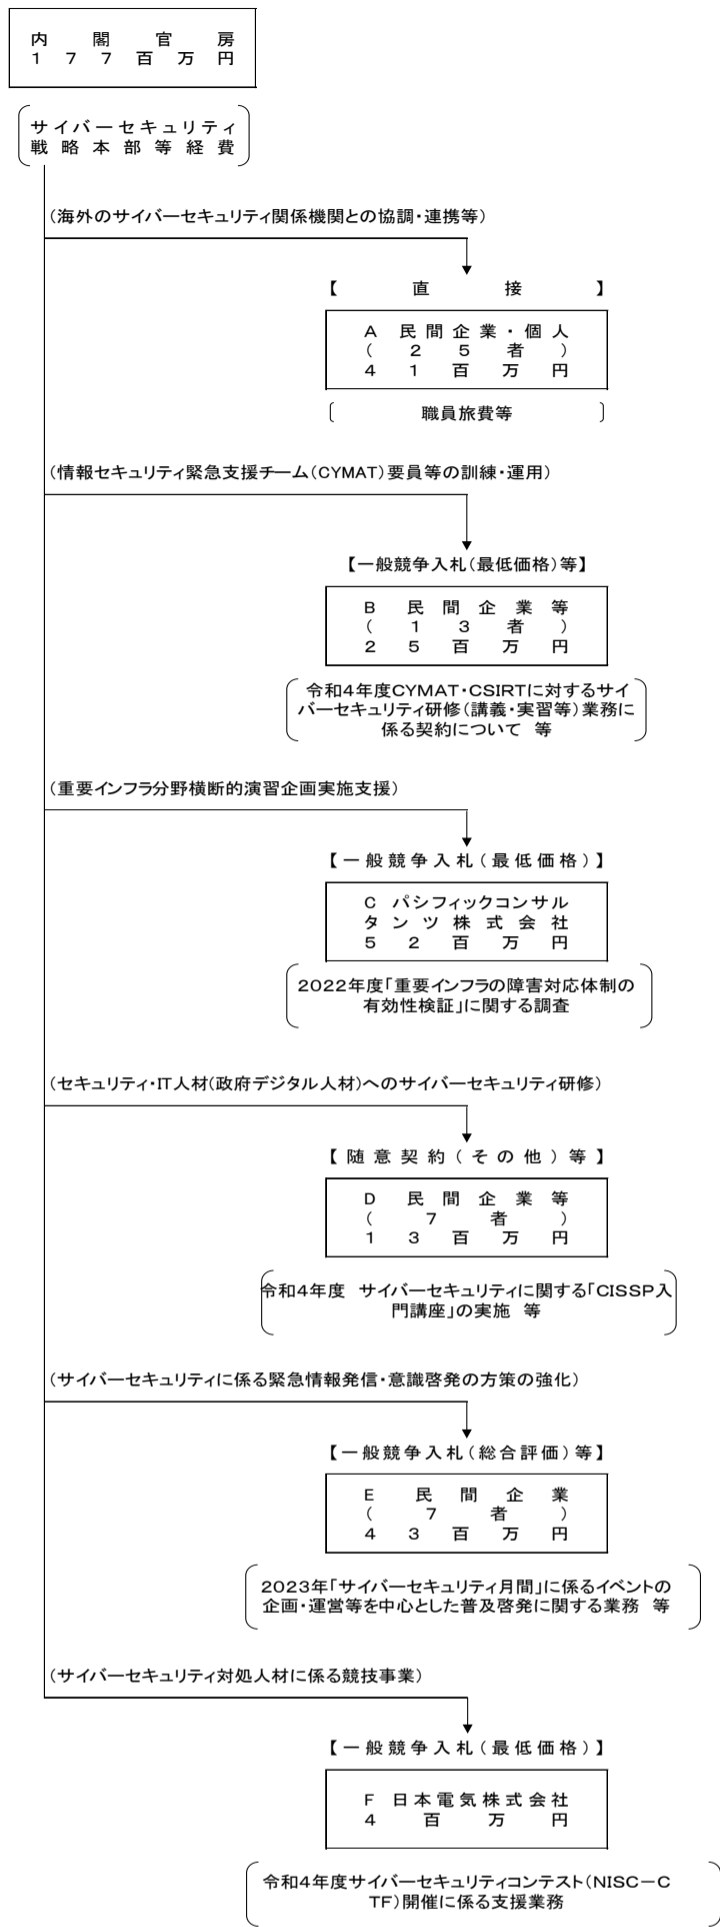 内閣官房
177百万円
サイバーセキュリティ
戦略本部等経費
(海外のサイバーセキュリティ関係機関との協調・連携等)
【直接】
A 民間企業・個人
(25者)
41百万円
職員旅費等
(情報セキュリティ緊急支援チーム(CYMAT)要員等の訓練・運用)
【一般競争入札(最低価格)等】
B 民間企業等
(13者)
25百万円
令和4年度CYMAT・CSIRTに対するサイ
バーセキュリティ研修(講義・実習等)業務に
係る契約について 等
(重要インフラ分野横断的演習企画実施支援)
【一般競争入札(最低価格)】
C パシフィックコンサル
タンツ株式会社
52百万円
2022年度「重要インフラの障害対応体制の
有効性検証」に関する調査
(セキュリティ・IT人材(政府デジタル人材)へのサイバーセキュリティ研修)
【随意契約(その他)等】
D 民間企業等
(7者)
13百万円
令和4年度 サイバーセキュリティに関する「CISSP入
門講座」の実施 等
(サイバーセキュリティに係る緊急情報発信・意識啓発の方策の強化)
【一般競争入札(総合評価)等】
E 民間企業
(7者)
43百万円
2023年「サイバーセキュリティ月間」に係るイベントの
企画・運営等を中心とした普及啓発に関する業務 等
(サイバーセキュリティ対処人材に係る競技事業)
【一般競争入札(最低価格)】
F 日本電気株式会社
4百万円
令和4年度サイバーセキュリティコンテスト(NISC-C
TF)開催に係る支援業務